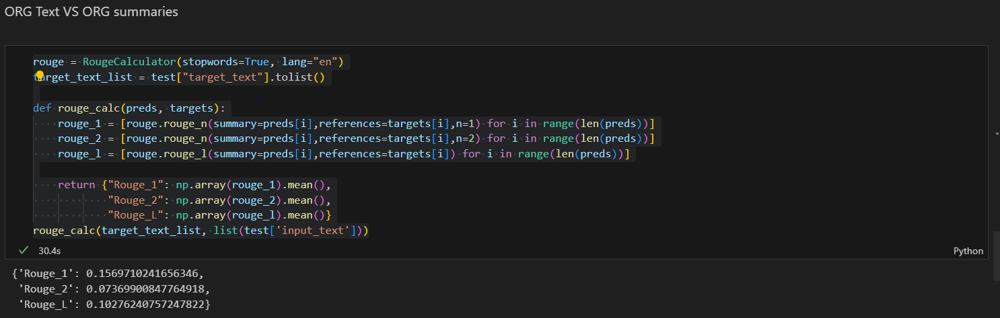 ORG Text VS ORG summaries
rouge = RougeCalculator(stopwords=True, lang="en")
target_text_list = test["target_text"].tolist()
def rouge_calc(preds, targets):
    rouge_1 = [rouge.rouge_n(summary=preds[i],references=targets[i],n=1) for i in range(len(preds))]
    rouge_2 = [rouge.rouge_n(summary=preds[i],references=targets[i],n=2) for i in range(len(preds))]
    rouge_l = [rouge.rouge_l(summary=preds[i],references=targets[i]) for i in range(len(preds))]
    return {"Rouge_1": np.array(rouge_1).mean(),
            "Rouge_2": np.array(rouge_2).mean(),
            "Rouge_L": np.array(rouge_l).mean()}
rouge_calc(target_text_list, list(test['input_text']))
30.4s
Python
{'Rouge_1': 0.1569710241656346,
 'Rouge_2': 0.07369900847764918,
 'Rouge_L': 0.10276240757247822}